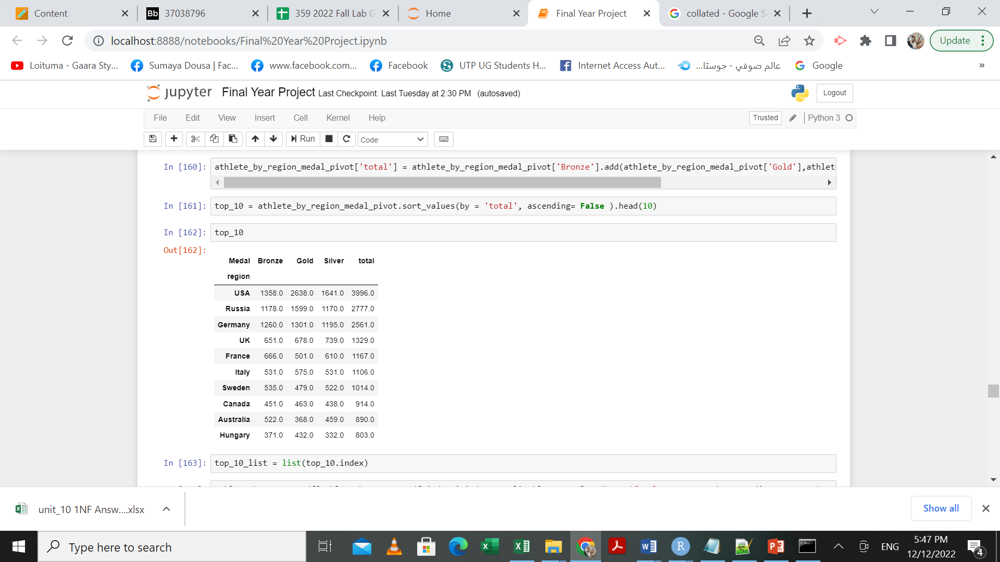 Content
Bb 37038796
359 2022 Fall Lab G
Home
Final Year Project
collated - Google S
localhost:8888/notebooks/Final%20Year%20Project.ipynb
Update
Loituma - Gaara Sty...
Sumaya Dousa | Fac...
www.facebook.com...
Facebook
UTP UG Students H...
Internet Access Aut...
عالم صوفي - جوستا...
Google
»
jupyter Final Year Project Last Checkpoint: Last Tuesday at 2:30 PM (autosaved)
Logout
File Edit View Insert Cell Kernel Help
Trusted Python 3
Run Code
In [160]: athlete_by_region_medal_pivot['total'] = athlete_by_region_medal_pivot['Bronze'].add(athlete_by_region_medal_pivot['Gold'],athlet
In [161]: top_10 = athlete_by_region_medal_pivot.sort_values(by = 'total', ascending= False ).head(10)
In [162]: top_10
Out[162]:
Medal Bronze Gold Silver total
region
USA 1358.0 2638.0 1641.0 3996.0
Russia 1178.0 1599.0 1170.0 2777.0
Germany 1260.0 1301.0 1195.0 2561.0
UK 651.0 678.0 739.0 1329.0
France 666.0 501.0 610.0 1167.0
Italy 531.0 575.0 531.0 1106.0
Sweden 535.0 479.0 522.0 1014.0
Canada 451.0 463.0 438.0 914.0
Australia 522.0 368.0 459.0 890.0
Hungary 371.0 432.0 332.0 803.0
In [163]: top_10_list = list(top_10.index)
unit_10 1NF Answ....xlsx
Show all
Type here to search
ENG
5:47 PM
12/12/2022
4